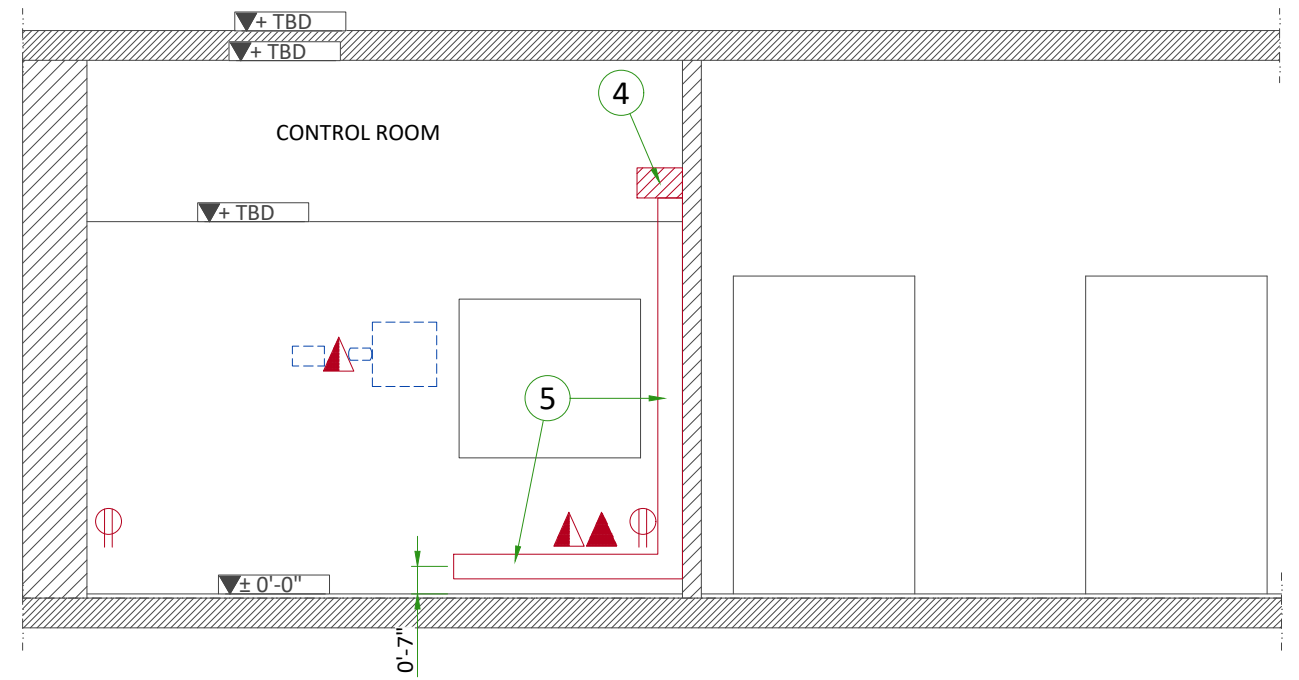 + TBD
+ TBD
4
CONTROL ROOM
+ TBD
5
± 0'-0"
0'-7"